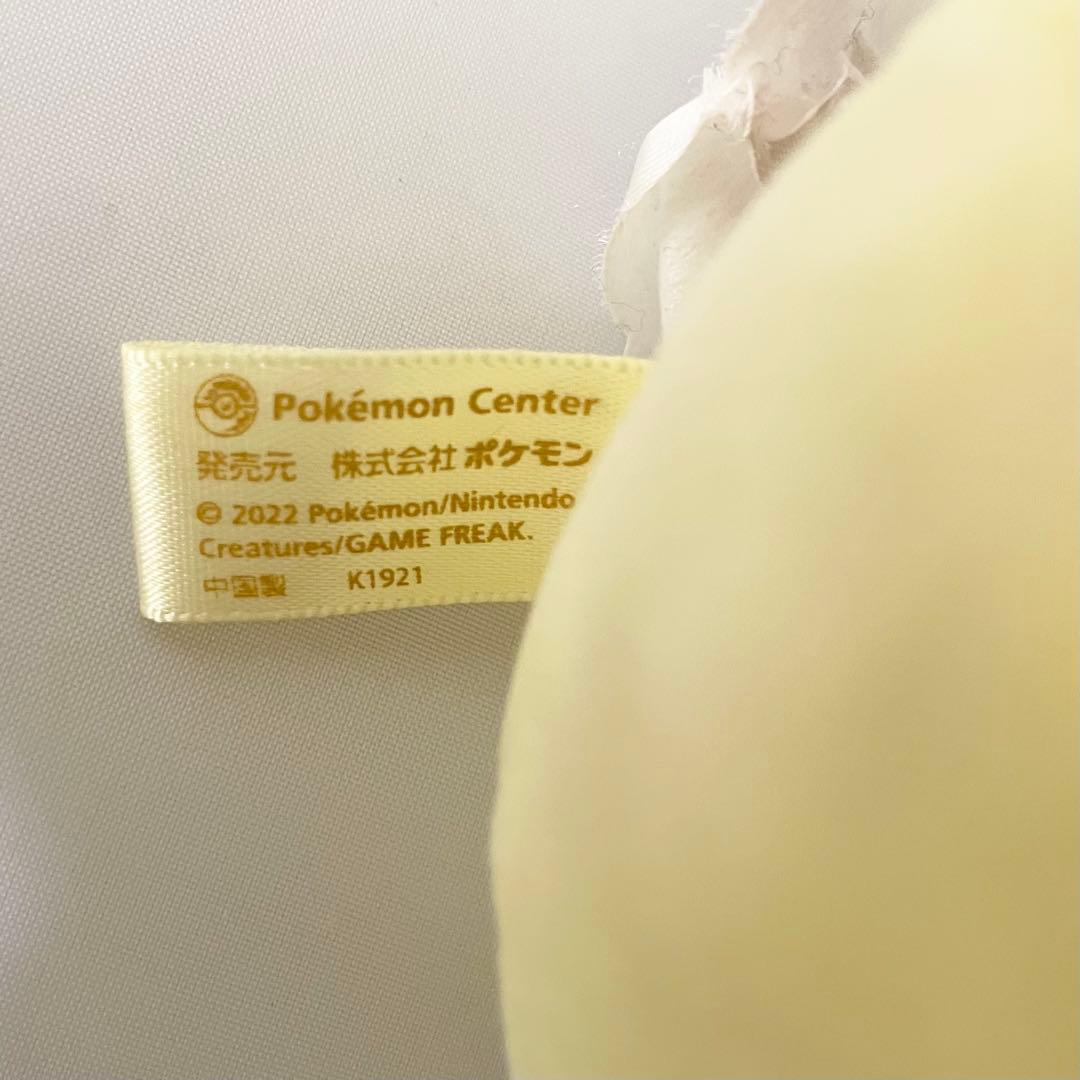 Pokémon Center
発売元 株式会社ポケモン
© 2022 Pokémon/Nintendo
Creatures/GAME FREAK.
中国製 K1921